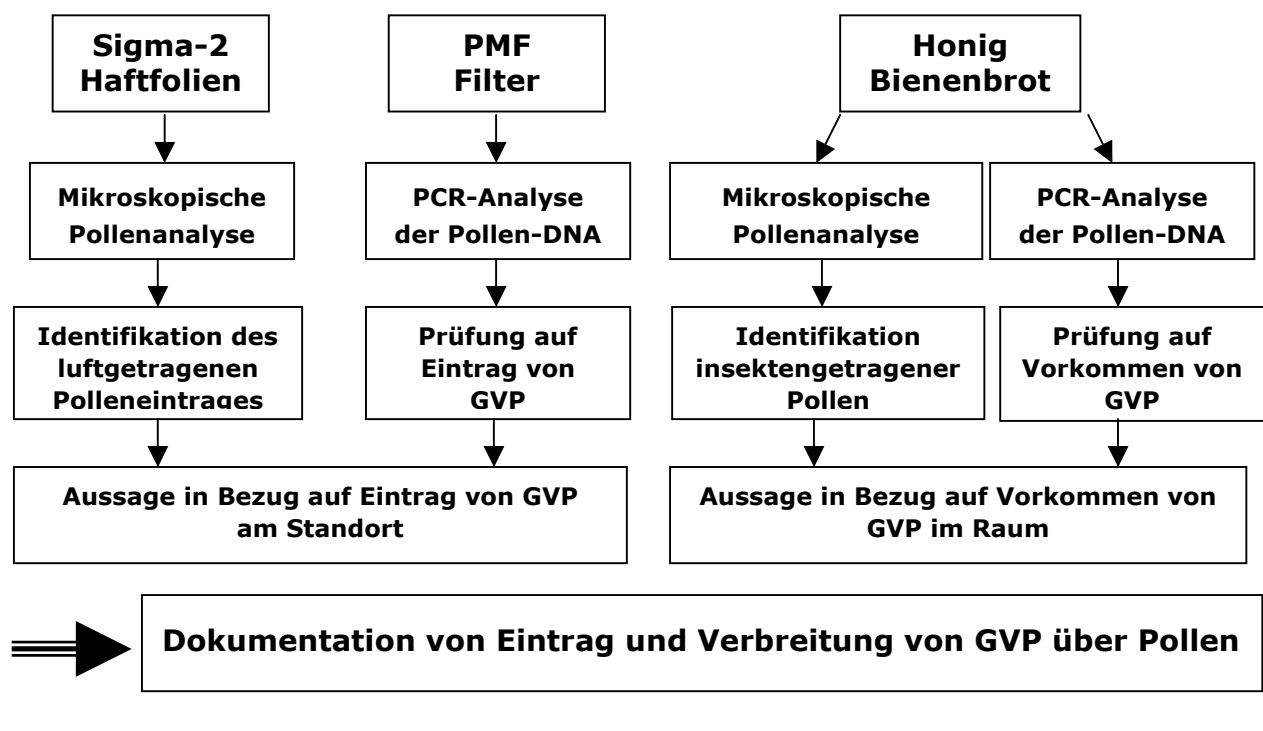 Sigma-2
Haftfolien
PMF
Filter
Honig
Bienenbrot
Mikroskopische
Pollenanalyse
PCR-Analyse
der Pollen-DNA
Mikroskopische
Pollenanalyse
PCR-Analyse
der Pollen-DNA
Identifikation des
luftgetragenen
Polleneintrages
Prüfung auf
Eintrag von
GVP
Identifikation
insektengetragener
Pollen
Prüfung auf
Vorkommen von
GVP
Aussage in Bezug auf Eintrag von GVP
am Standort
Aussage in Bezug auf Vorkommen von
GVP im Raum
Dokumentation von Eintrag und Verbreitung von GVP über Pollen